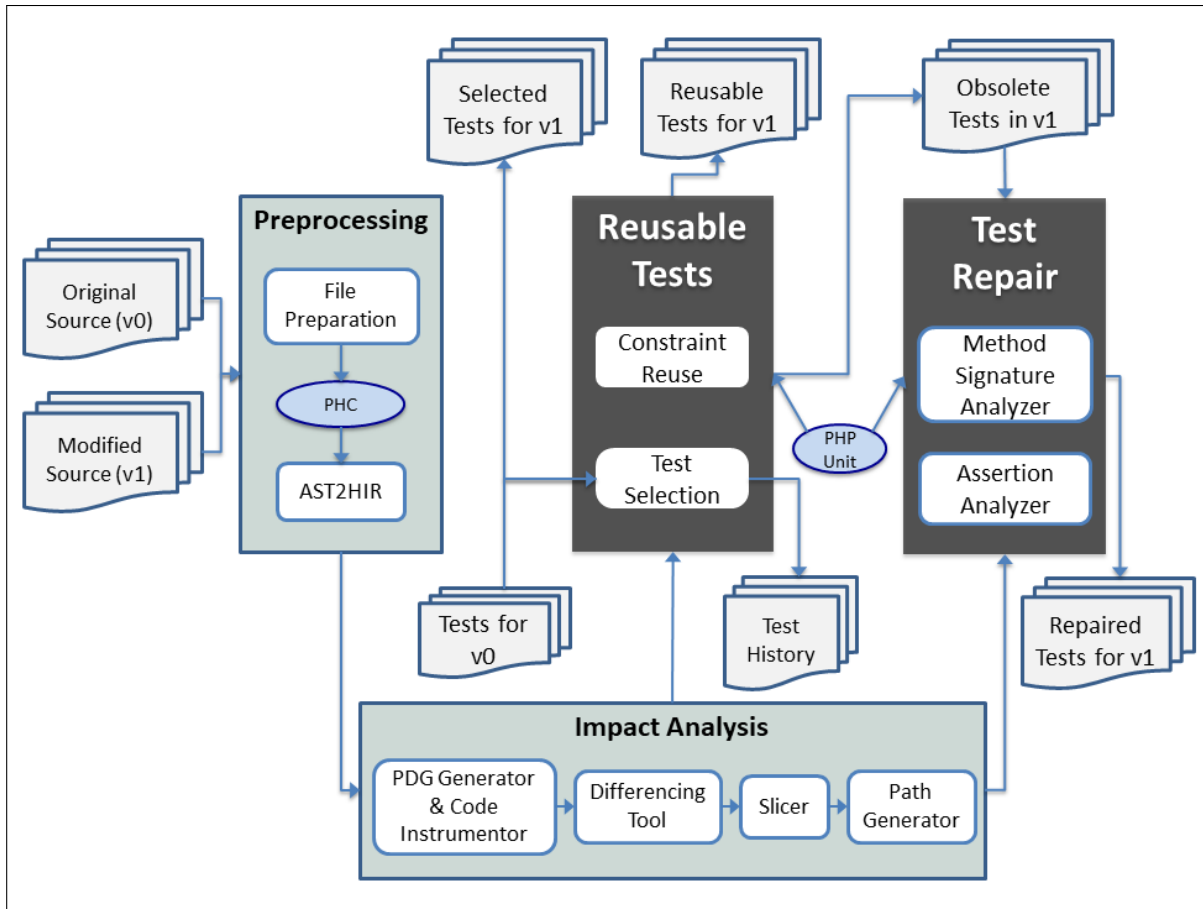 Selected
Tests for v1
Reusable
Tests for v1
Obsolete
Tests in v1
Preprocessing
File
Preparation
PHC
AST2HIR
Original
Source (v0)
Modified
Source (v1)
Reusable
Tests
Constraint
Reuse
Test
Selection
PHP
Unit
Test
Repair
Method
Signature
Analyzer
Assertion
Analyzer
Tests for
v0
Test
History
Repaired
Tests for v1
Impact Analysis
PDG Generator
& Code
Instrumentor
Differencing
Tool
Slicer
Path
Generator